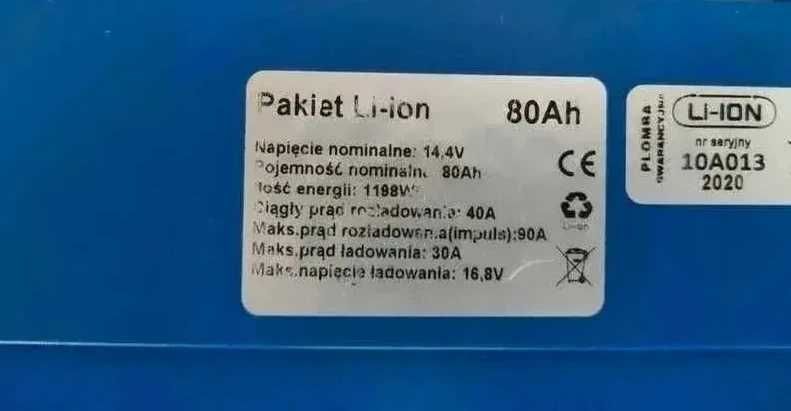 Pakiet Li-ion 80Ah
Napięcie nominalne: 14,4V
Pojemność nominaln. 80Ah
Ilość energii: 1198W
Ciągły prąd rozładowania: 40A
Maks.prąd rozładowania(impuls):90A
Maks.prąd ładowania: 30A
Maks.napięcie ładowania: 16,8V
CE
Li-ion
PLOMBA
GWARANCYJNA
LI-ION
nr seryjny
10A013
2020